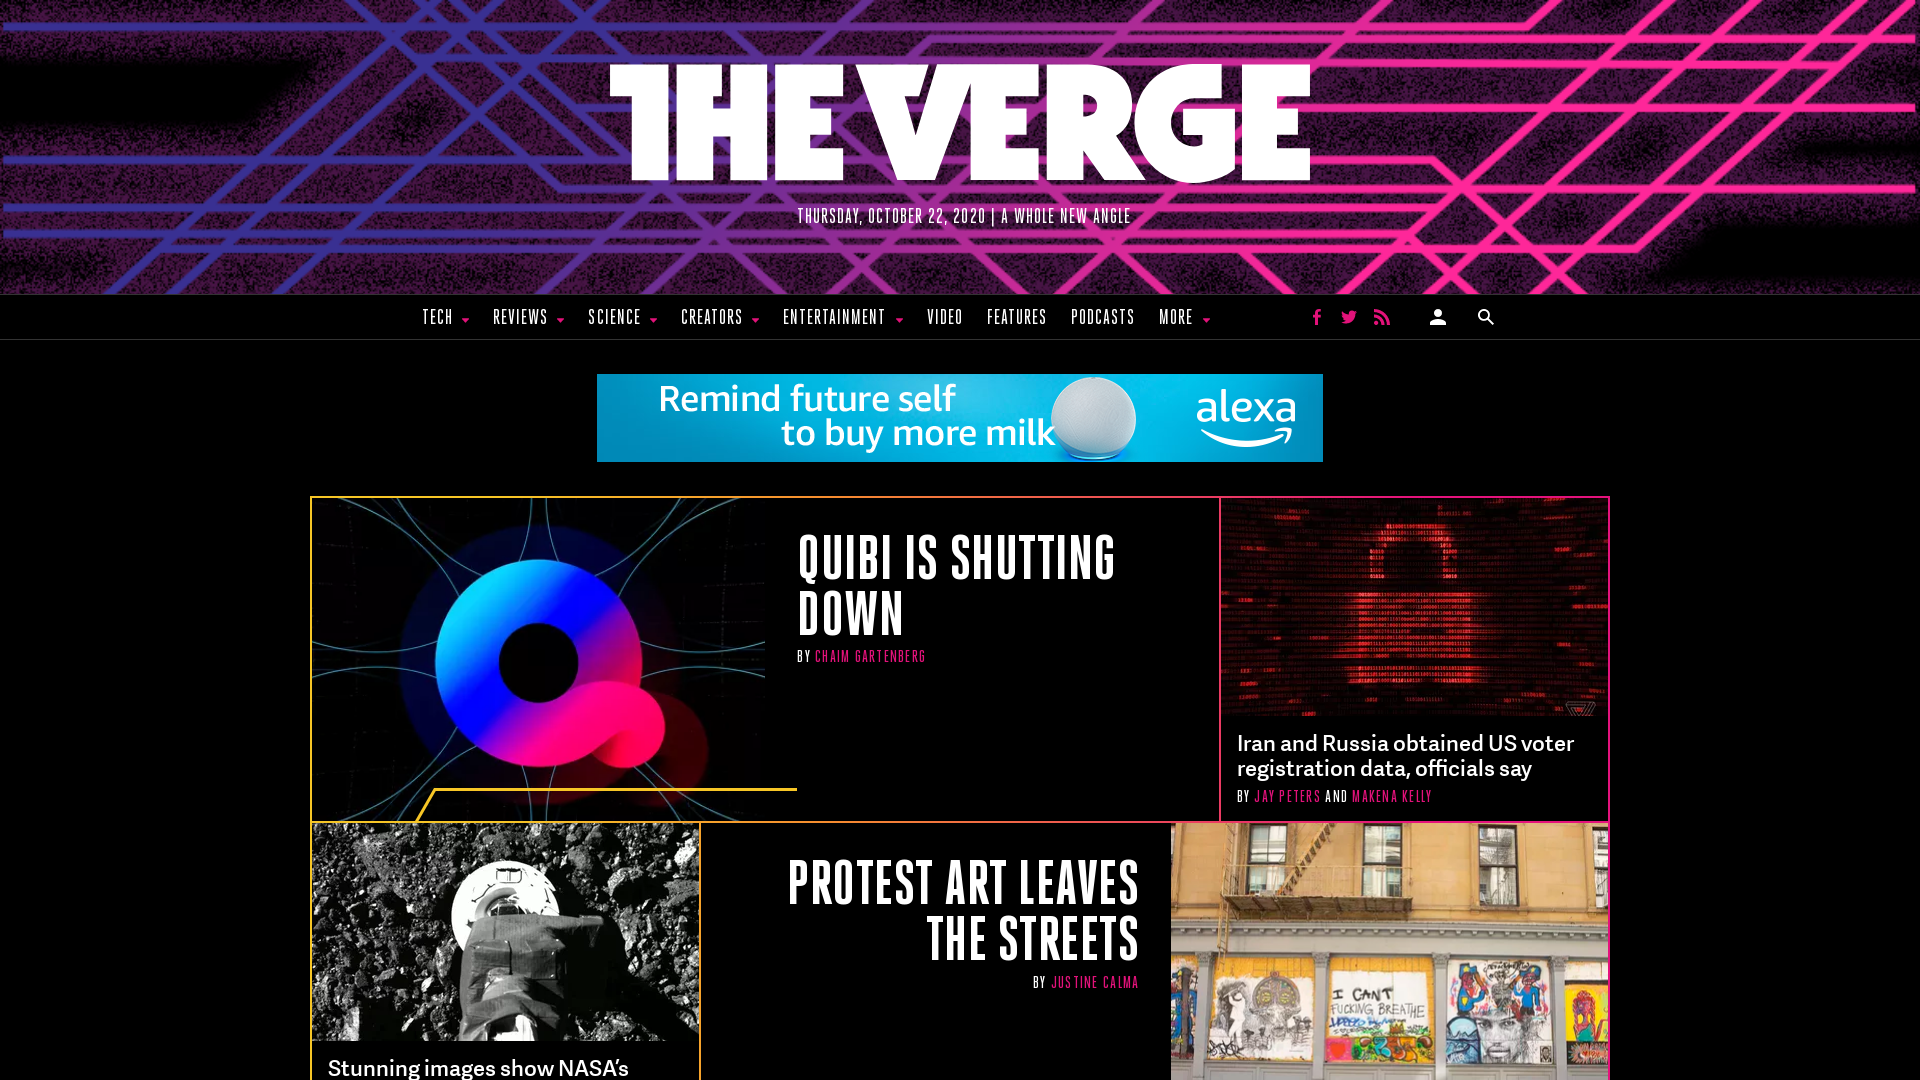 THE VERGE
THURSDAY, OCTOBER 22, 2020 | A WHOLE NEW ANGLE
TECH REVIEWS SCIENCE CREATORS ENTERTAINMENT VIDEO FEATURES PODCASTS MORE
Remind future self
to buy more milk
alexa
QUIBI IS SHUTTING
DOWN
BY CHAIM GARTENBERG
Iran and Russia obtained US voter
registration data, officials say
BY JAY PETERS AND MAKENA KELLY
Stunning images show NASA’s
PROTEST ART LEAVES
THE STREETS
BY JUSTINE CALMA
I CANT
FUCKING BREATHE